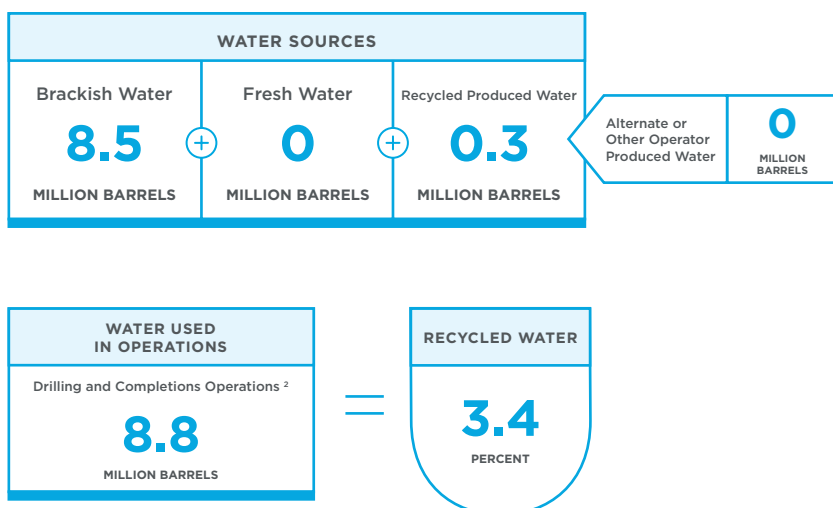 WATER SOURCES
Brackish Water
8.5
MILLION BARRELS
+
Fresh Water
0
MILLION BARRELS
+
Recycled Produced Water
0.3
MILLION BARRELS
Alternate or
Other Operator
Produced Water
0
MILLION
BARRELS
WATER USED
IN OPERATIONS
Drilling and Completions Operations ²
8.8
MILLION BARRELS
=
RECYCLED WATER
3.4
PERCENT